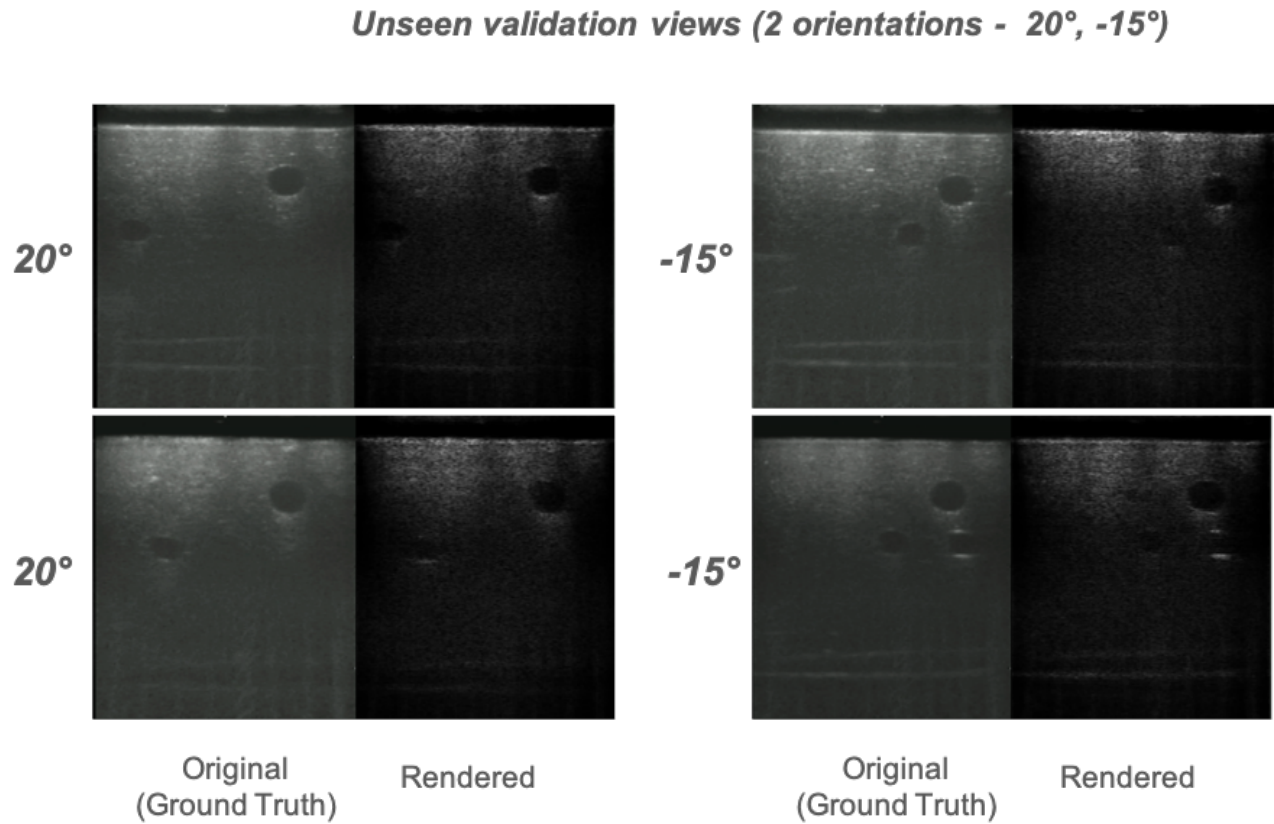 Unseen validation views (2 orientations - 20°, -15°)
20°
-15°
20°
-15°
Original
(Ground Truth)
Rendered
Original
(Ground Truth)
Rendered